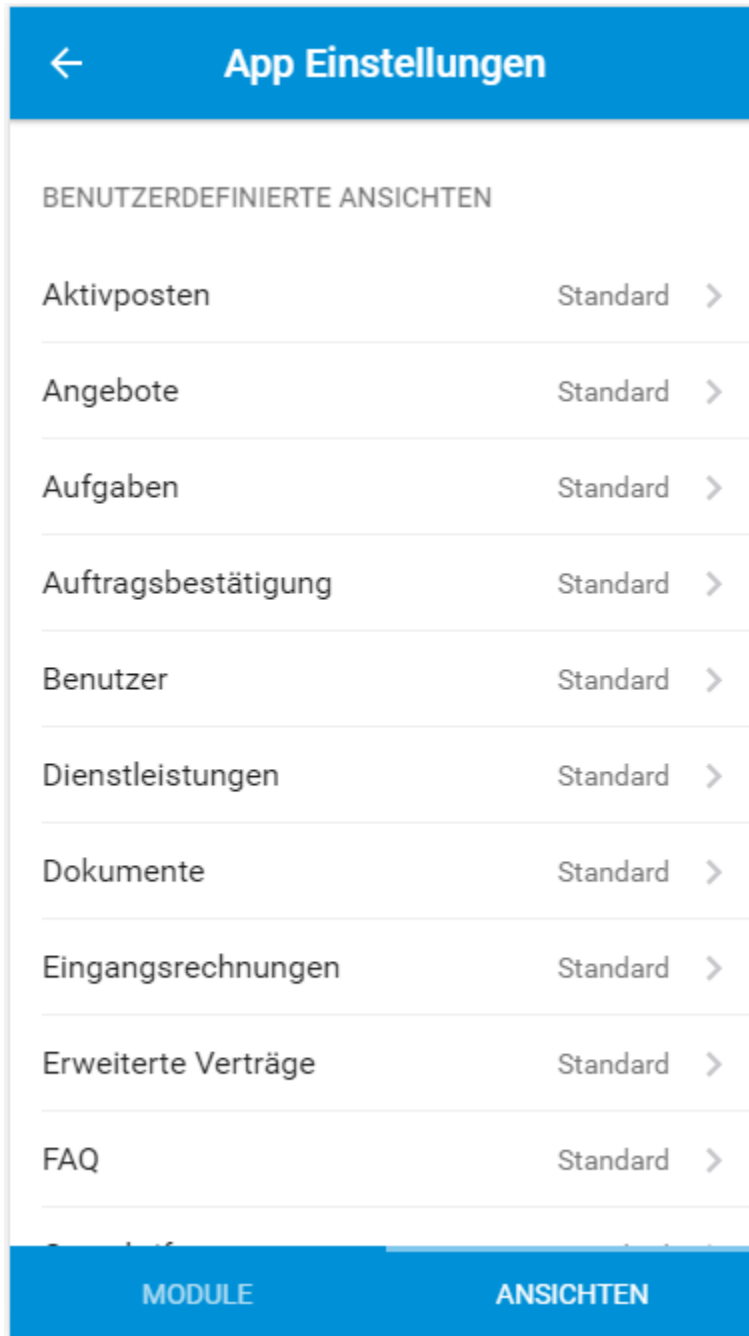 App Einstellungen
BENUTZERDEFINIERTE ANSICHTEN
Aktivposten Standard
Angebote Standard
Aufgaben Standard
Auftragsbestätigung Standard
Benutzer Standard
Dienstleistungen Standard
Dokumente Standard
Eingangsrechnungen Standard
Erweiterte Verträge Standard
FAQ Standard
MODULE ANSICHTEN